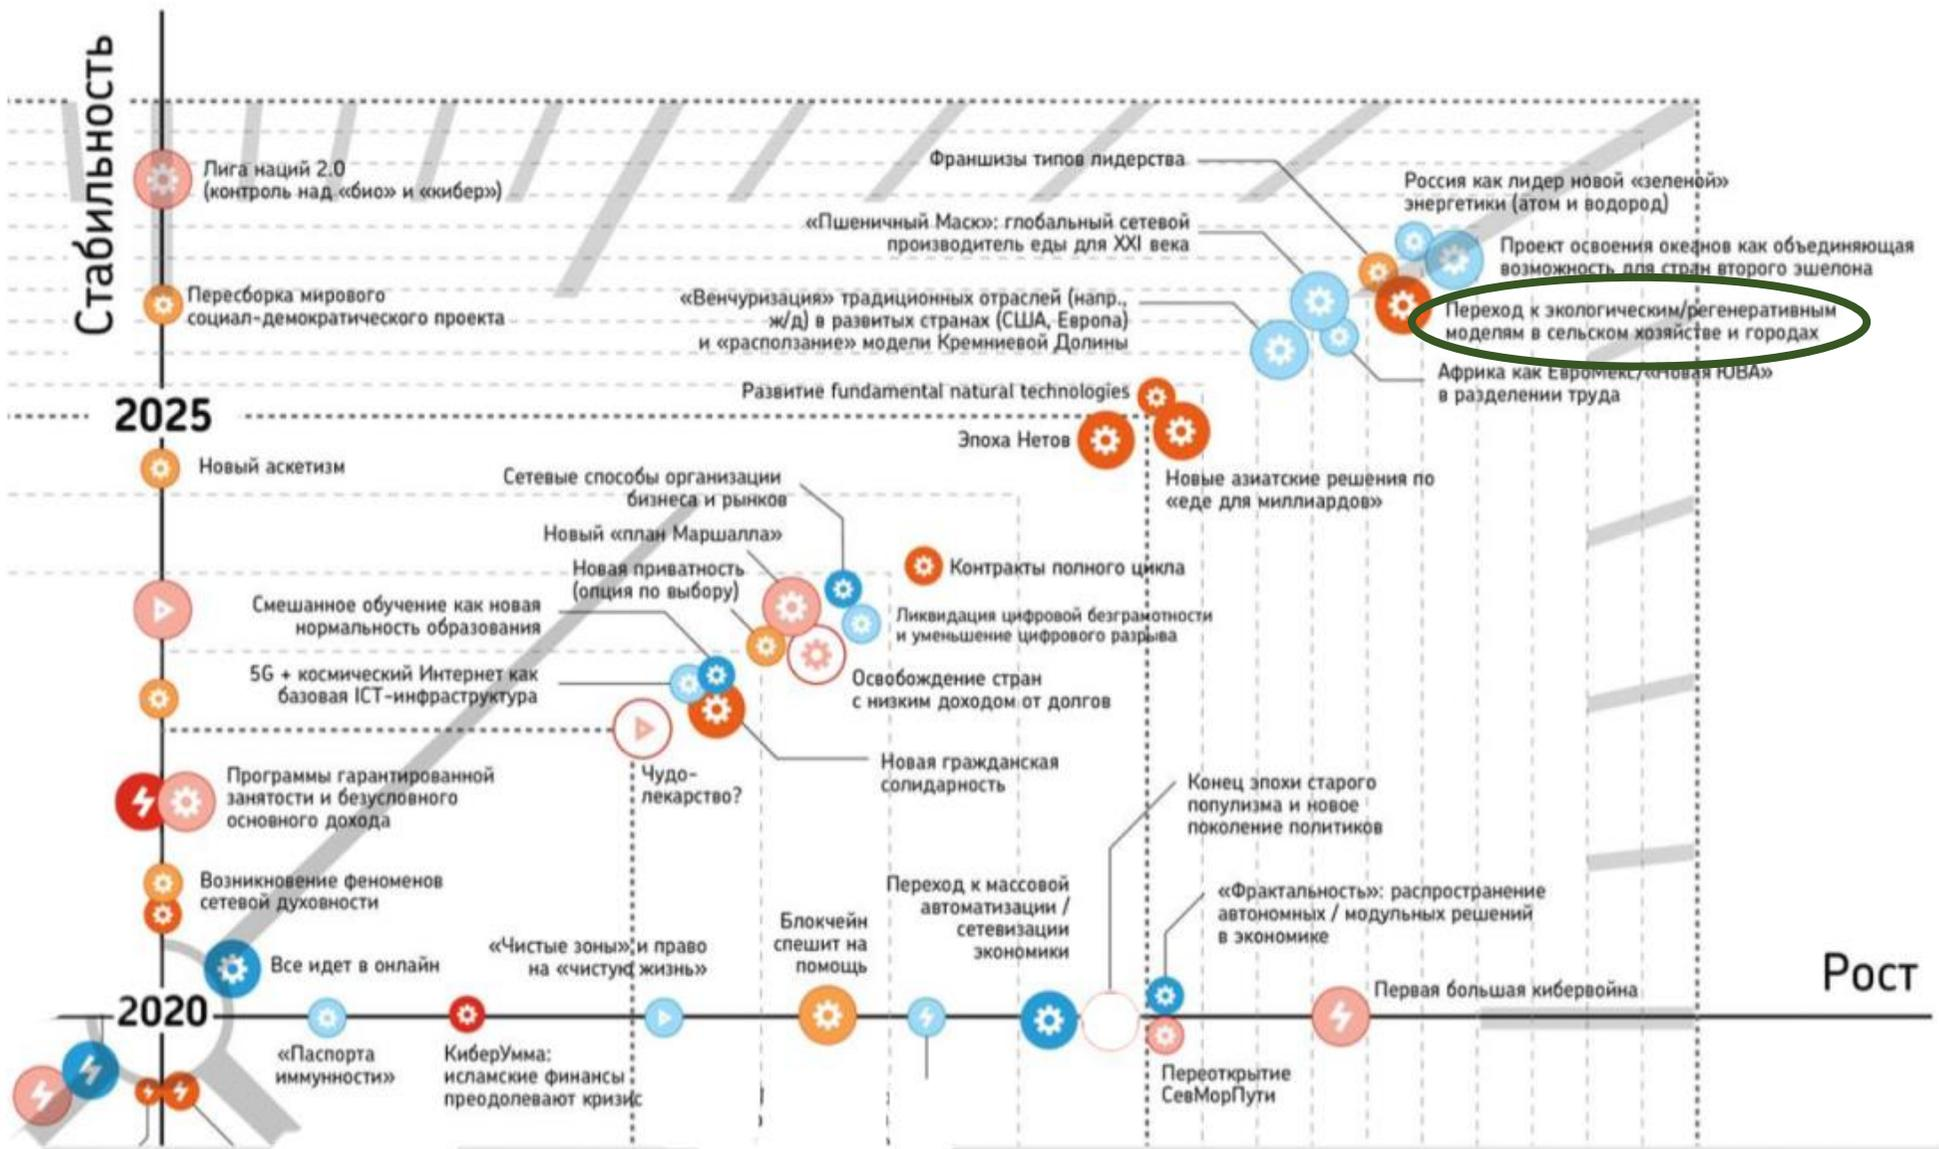 Стабильность
Лига наций 2.0
(контроль над «био» и «кибер»)
Франшизы типов лидерства
Россия как лидер новой «зеленой»
энергетики (атом и водород)
«Пшеничный Маск»: глобальный сетевой
производитель еды для XXI века
Проект освоения океанов как объединяющая
возможность для стран второго эшелона
Пересборка мирового
социал-демократического проекта
«Венчуризация» традиционных отраслей (напр.,
ж/д) в развитых странах (США, Европа)
и «расползание» модели Кремниевой Долины
Переход к экологическим/регенеративным
моделям в сельском хозяйстве и городах
Африка как ЕвроМекс/«Новая ЮВА»
в разделении труда
Развитие fundamental natural technologies
2025
Эпоха Нетов
Новый аскетизм
Сетевые способы организации
бизнеса и рынков
Новые азиатские решения по
«еде для миллиардов»
Новый «план Маршалла»
Новая приватность
(опция по выбору)
Контракты полного цикла
Смешанное обучение как новая
нормальность образования
Ликвидация цифровой безграмотности
и уменьшение цифрового разрыва
5G + космический Интернет как
базовая ICT-инфраструктура
Освобождение стран
с низким доходом от долгов
Новая гражданская
солидарность
Чудо-
лекарство?
Программы гарантированной
занятости и безусловного
основного дохода
Конец эпохи старого
популизма и новое
поколение политиков
Возникновение феноменов
сетевой духовности
Переход к массовой
автоматизации /
сетевизации
экономики
«Фрактальность»: распространение
автономных / модульных решений
в экономике
Блокчейн
спешит на
помощь
Все идет в онлайн
«Чистые зоны» и право
на «чистую жизнь»
Рост
Первая большая кибервойна
2020
«Паспорта
иммунности»
КиберУмма:
исламские финансы
преодолевают кризис
Переоткрытие
СевМорПути